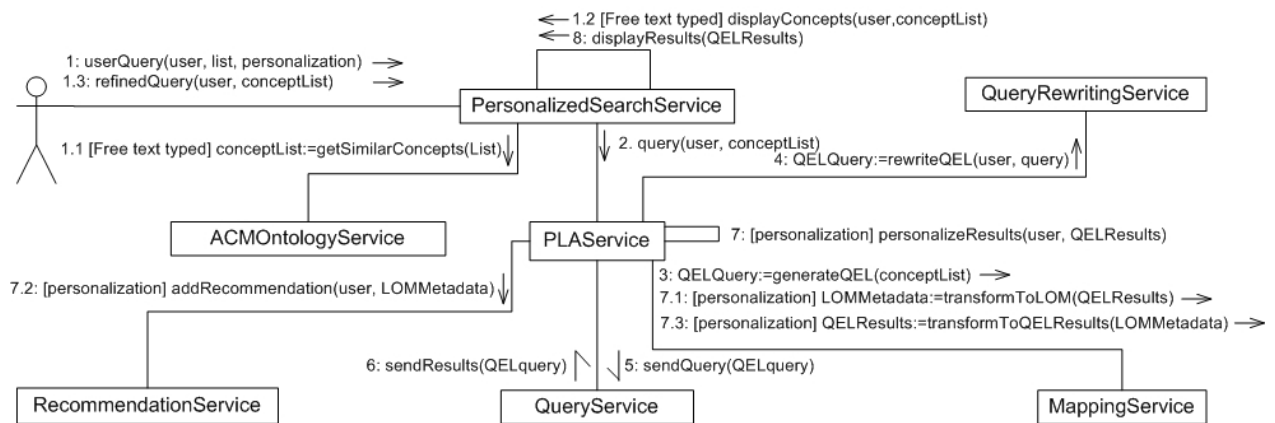 1.2 [Free text typed] displayConcepts(user,conceptList)
8: displayResults(QELResults)
1: userQuery(user, list, personalization)
1.3: refinedQuery(user, conceptList)
PersonalizedSearchService
QueryRewritingService
1.1 [Free text typed] conceptList:=getSimilarConcepts(List)
2. query(user, conceptList)
4: QELQuery:=rewriteQEL(user, query)
ACMOntologyService
PLAService
7: [personalization] personalizeResults(user, QELResults)
7.2: [personalization] addRecommendation(user, LOMMetadata)
3: QELQuery:=generateQEL(conceptList)
7.1: [personalization] LOMMetadata:=transformToLOM(QELResults)
7.3: [personalization] QELResults:=transformToQELResults(LOMMetadata)
6: sendResults(QELquery)
5: sendQuery(QELquery)
RecommendationService
QueryService
MappingService